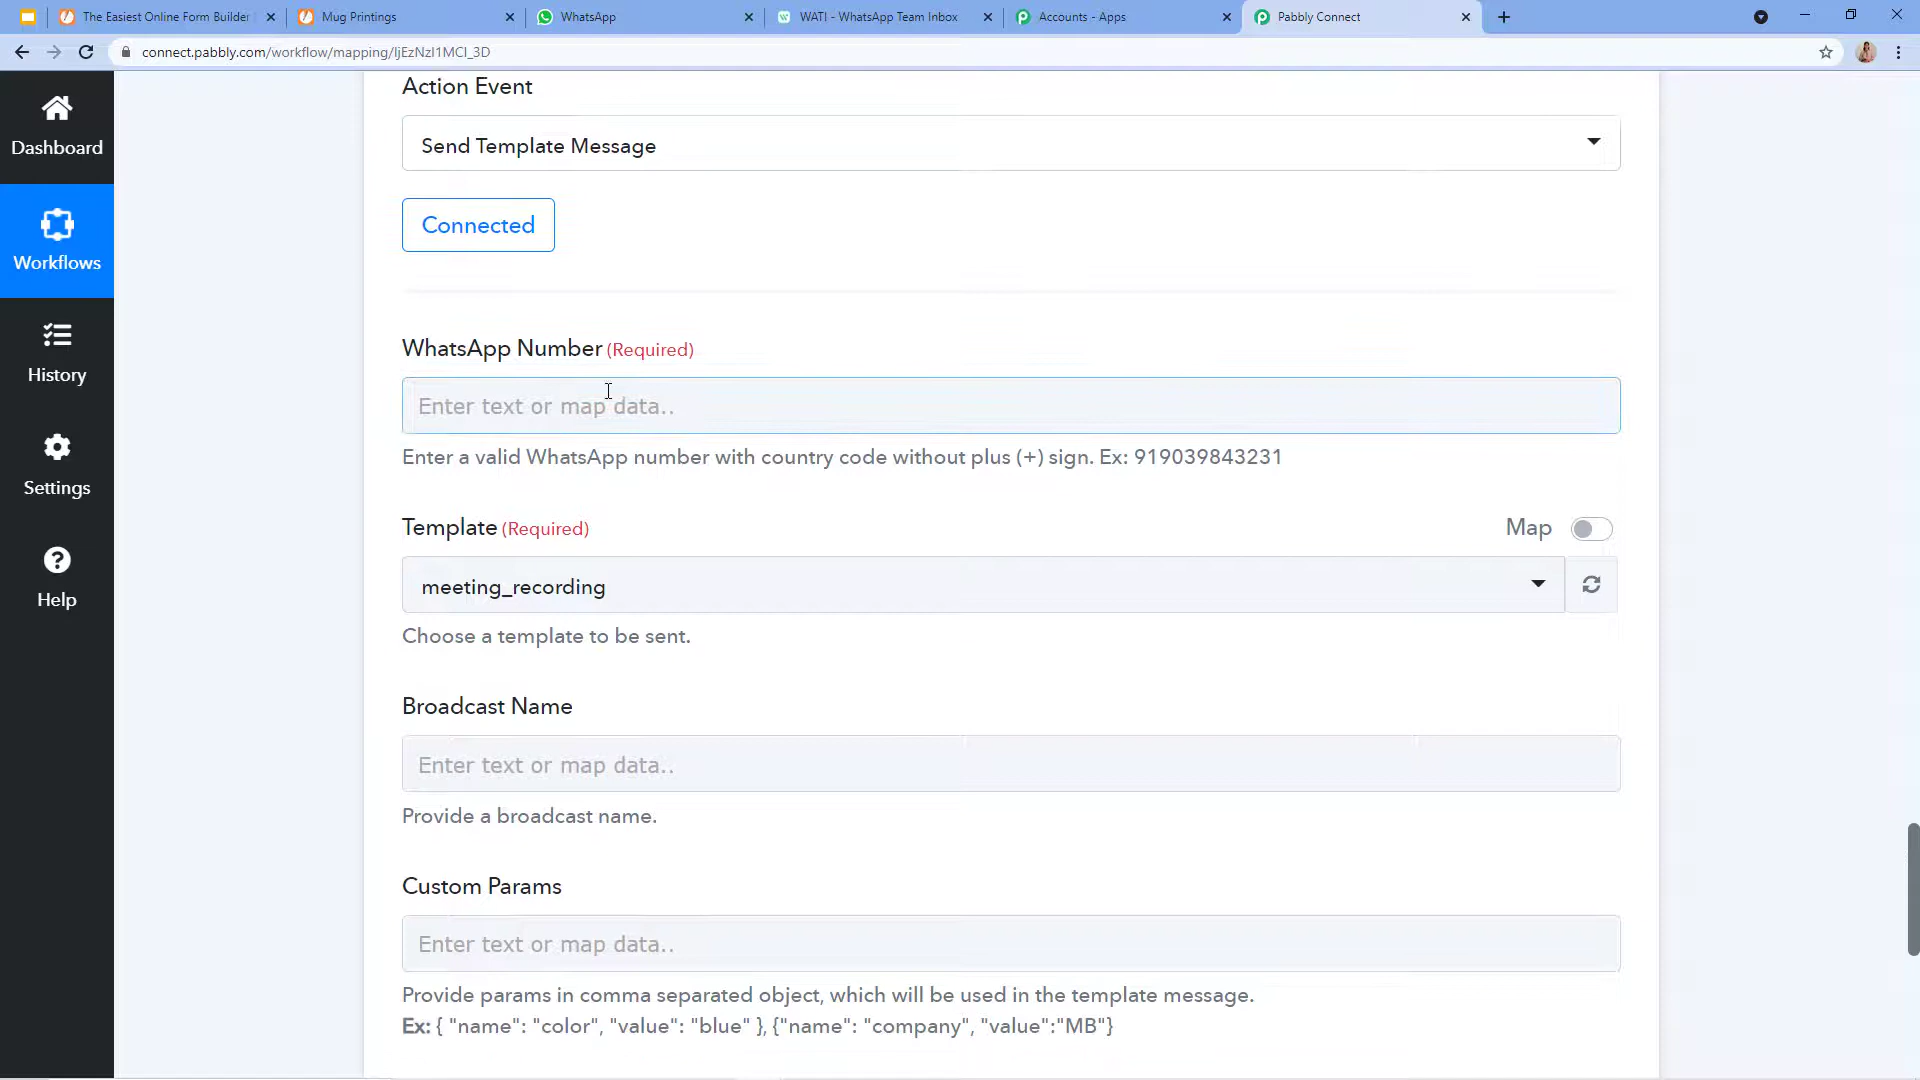 The Easiest Online Form Builder
Mug Printings
WhatsApp
WATI - WhatsApp Team Inbox
Accounts - Apps
Pabbly Connect
connect.pabbly.com/workflow/mapping/IjEzNzI1MCI_3D
Dashboard
Workflows
History
Settings
Help
Action Event
Send Template Message
Connected
WhatsApp Number (Required)
Enter text or map data..
Enter a valid WhatsApp number with country code without plus (+) sign. Ex: 919039843231
Template (Required)
Map
meeting_recording
Choose a template to be sent.
Broadcast Name
Enter text or map data..
Provide a broadcast name.
Custom Params
Enter text or map data..
Provide params in comma separated object, which will be used in the template message.
Ex: { "name": "color", "value": "blue" }, {"name": "company", "value":"MB"}